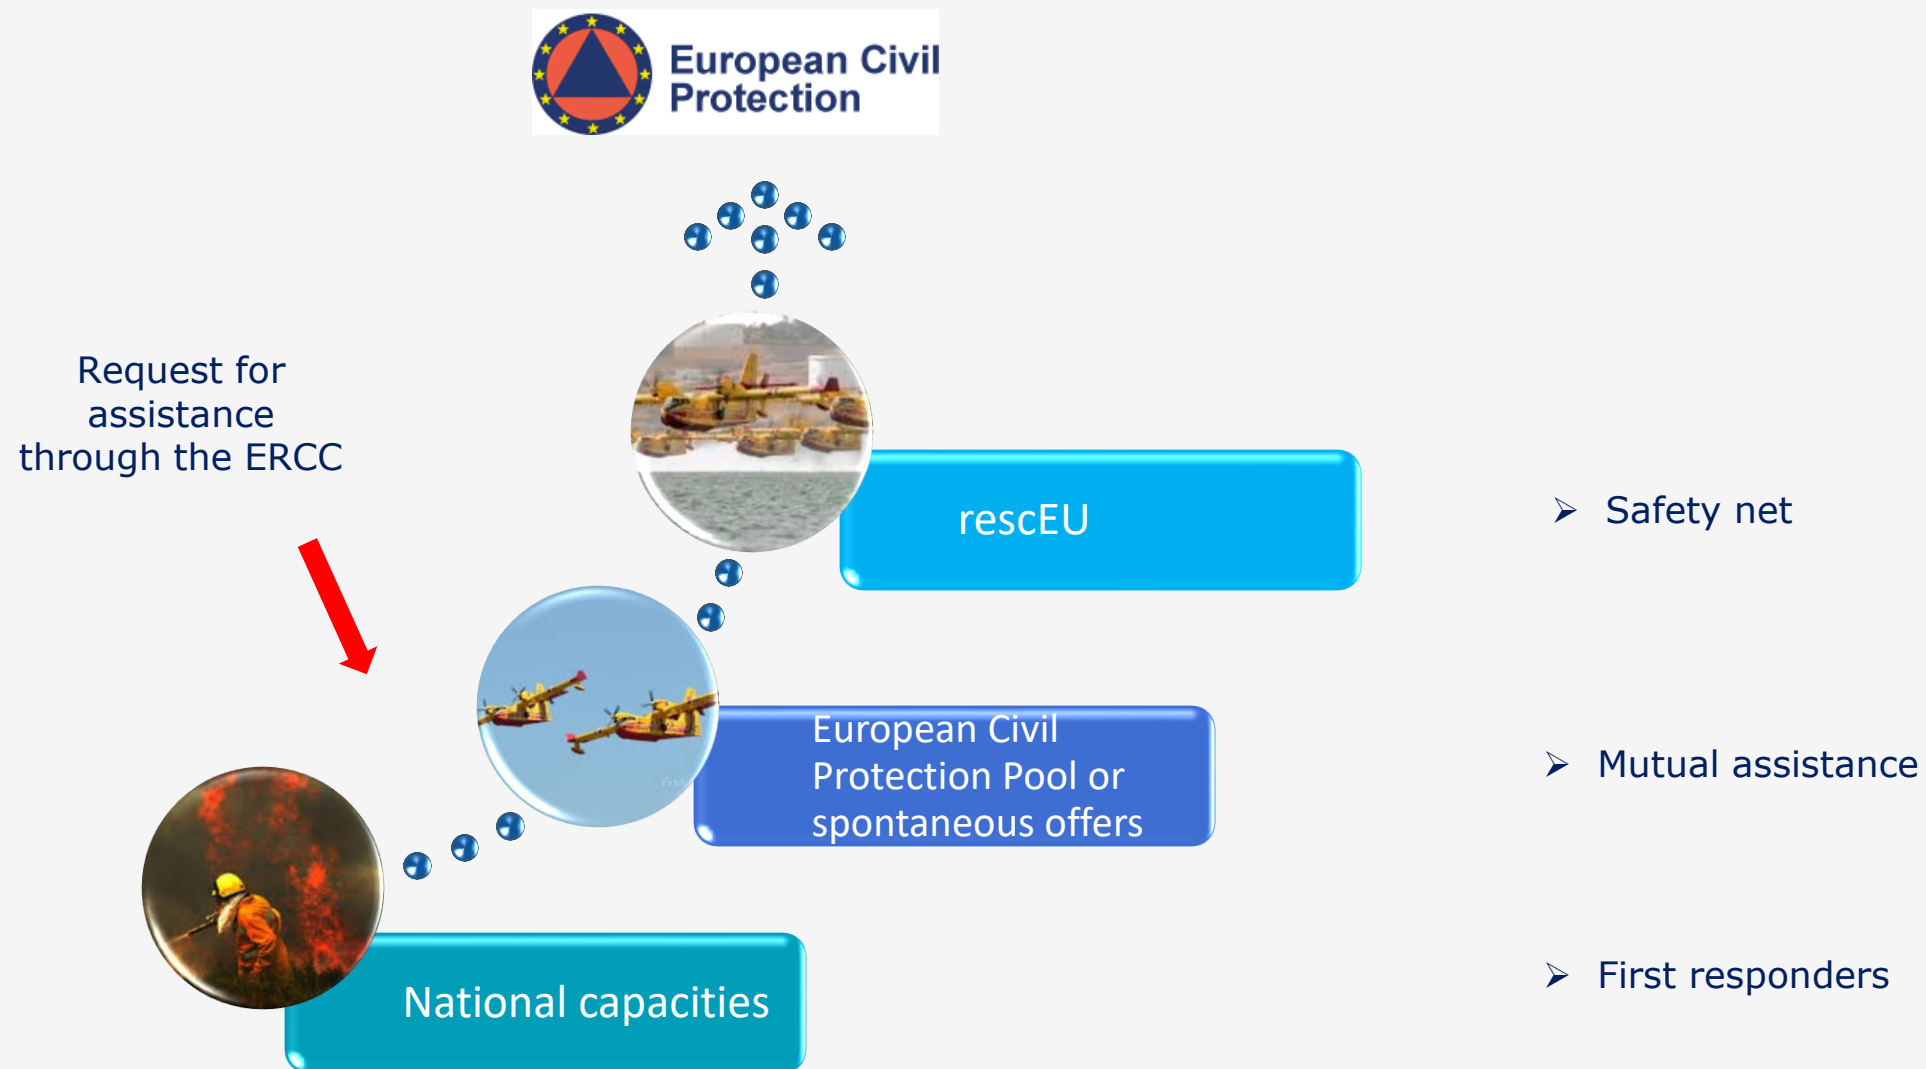 European Civil
Protection
Request for
assistance
through the ERCC
rescEU
➢ Safety net
European Civil
Protection Pool or
spontaneous offers
➢ Mutual assistance
National capacities
➢ First responders